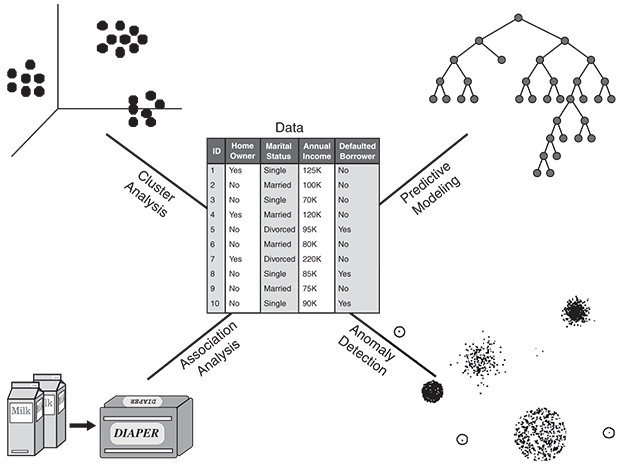 Data
ID Home Owner Marital Status Annual Income Defaulted Borrower
1 Yes Single 125K No
2 No Married 100K No
3 No Single 70K No
4 Yes Married 120K No
5 No Divorced 95K Yes
6 No Married 80K No
7 Yes Divorced 220K No
8 No Single 85K Yes
9 No Married 75K No
10 No Single 90K Yes
Cluster
Analysis
Predictive
Modeling
Association
Analysis
Anomaly
Detection
Milk
lk
DIAPER
DIAPER